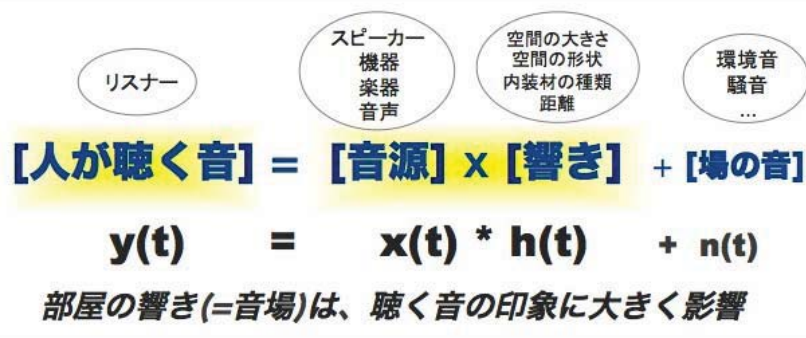 リスナー
スピーカー
機器
楽器
音声
空間の大きさ
空間の形状
内装材の種類
距離
環境音
騒音
...
[人が聴く音] = [音源] x [響き] + [場の音]
y(t) = x(t) * h(t) + n(t)
部屋の響き(=音場)は、聴く音の印象に大きく影響